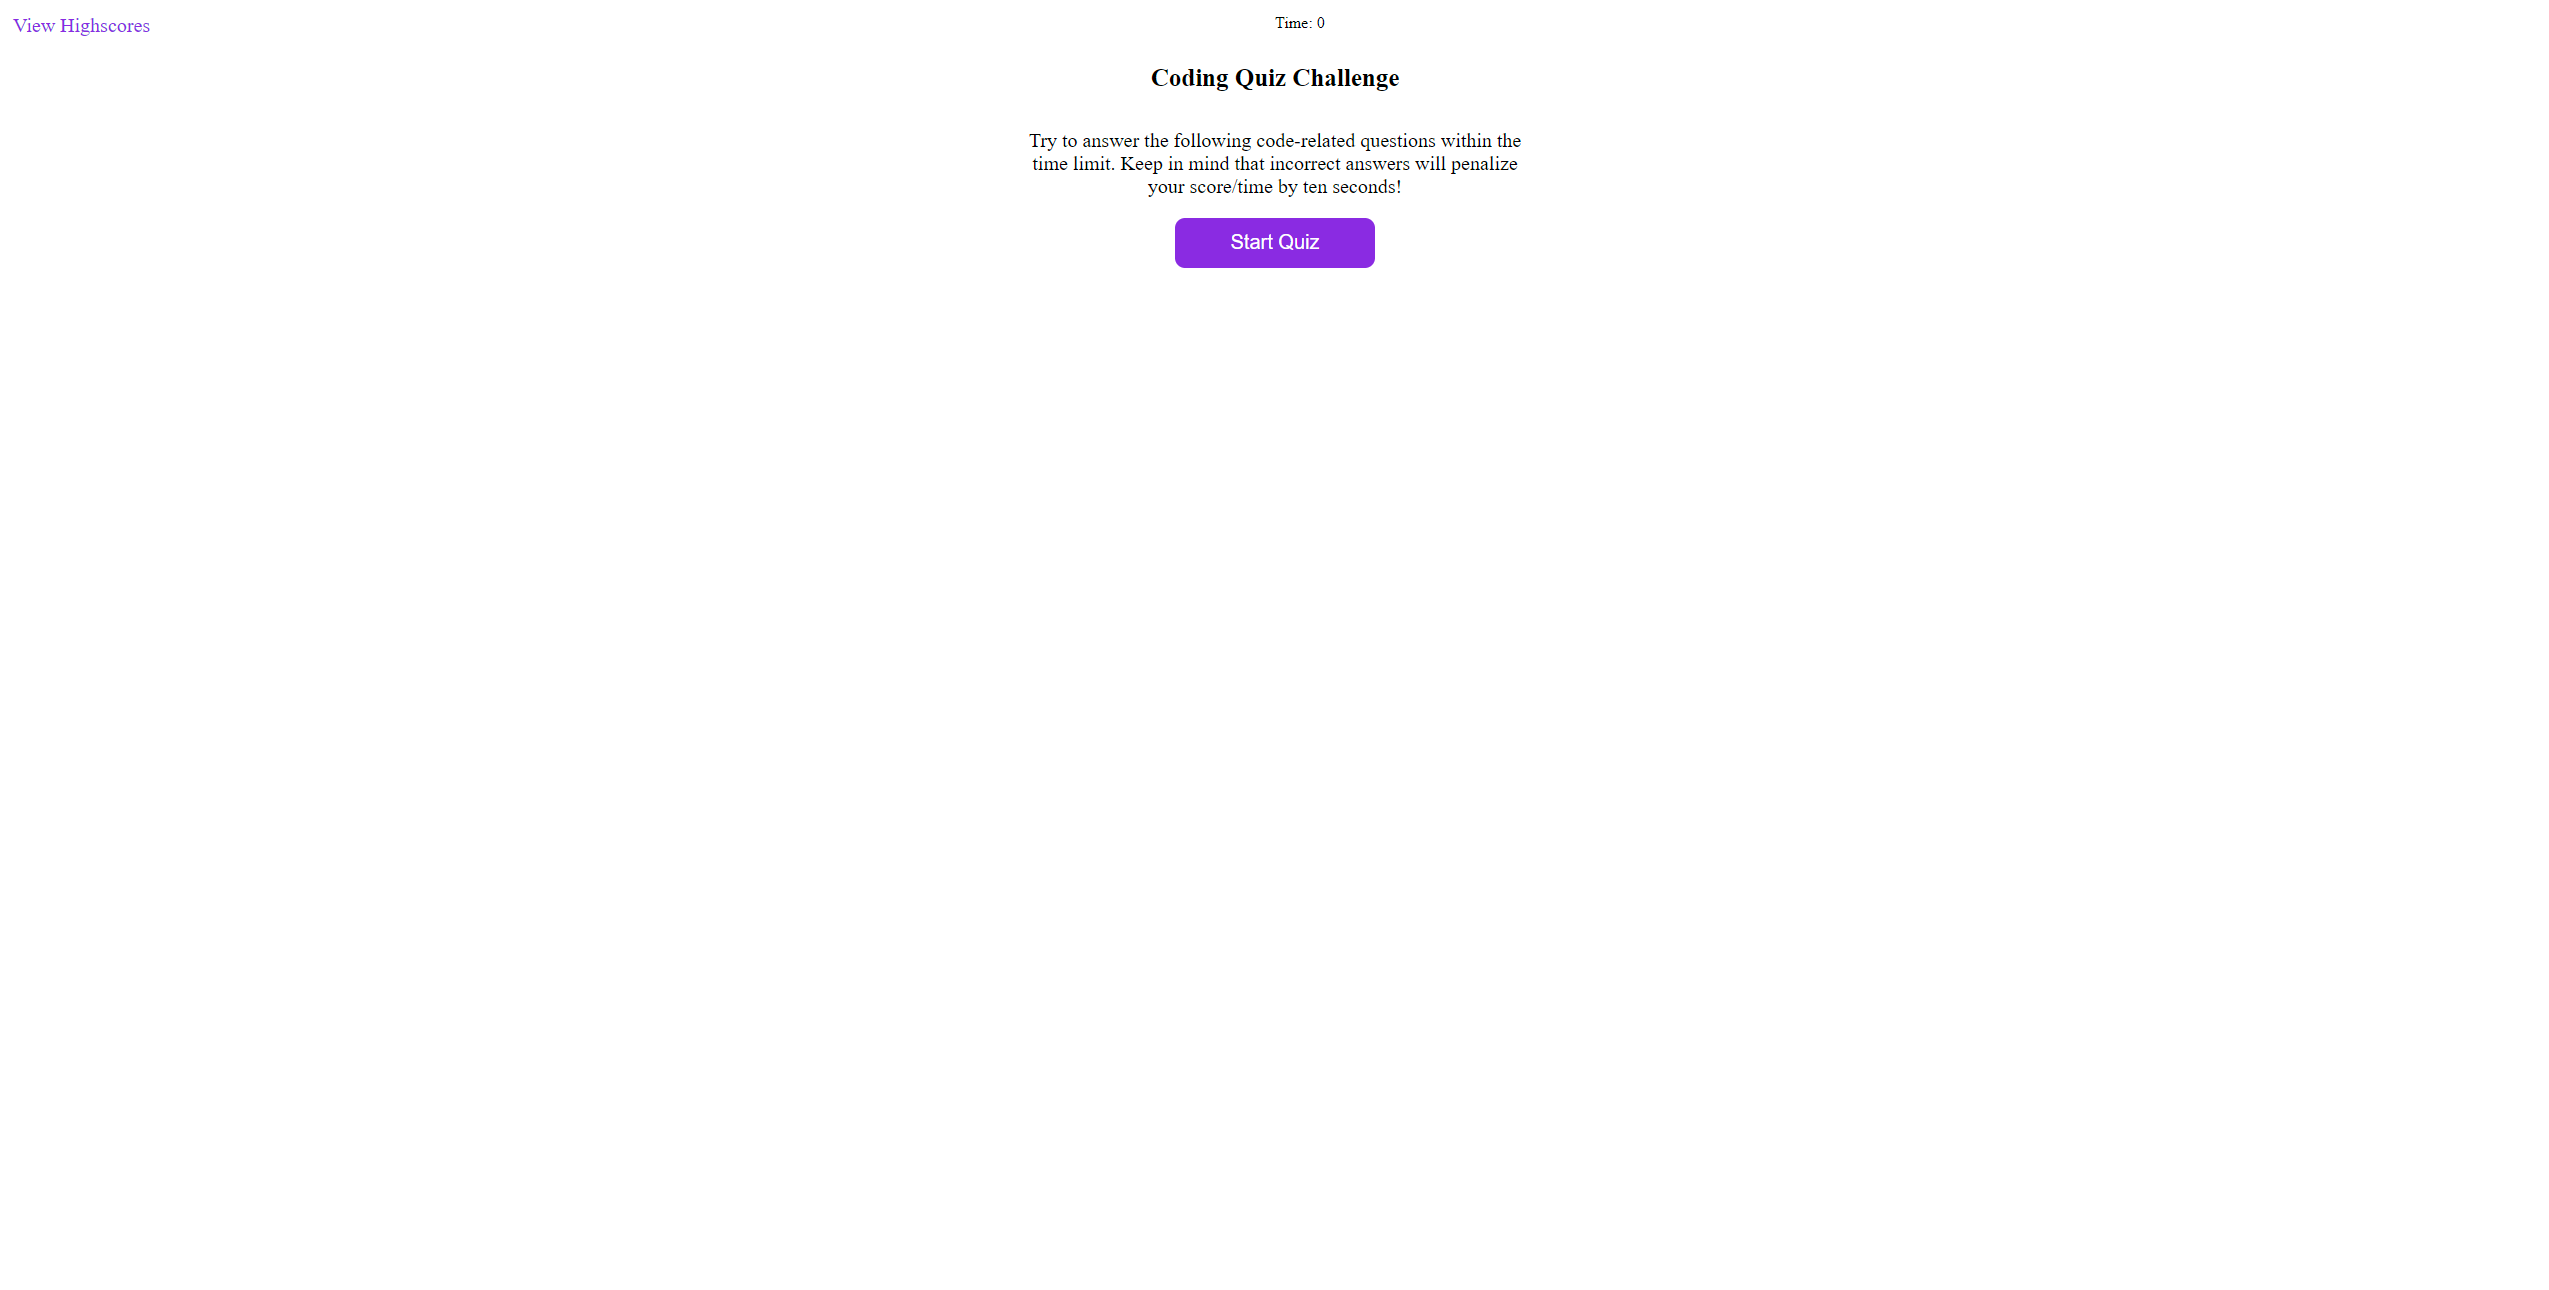 View Highscores
Time: 0
Coding Quiz Challenge
Try to answer the following code-related questions within the
time limit. Keep in mind that incorrect answers will penalize
your score/time by ten seconds!
Start Quiz